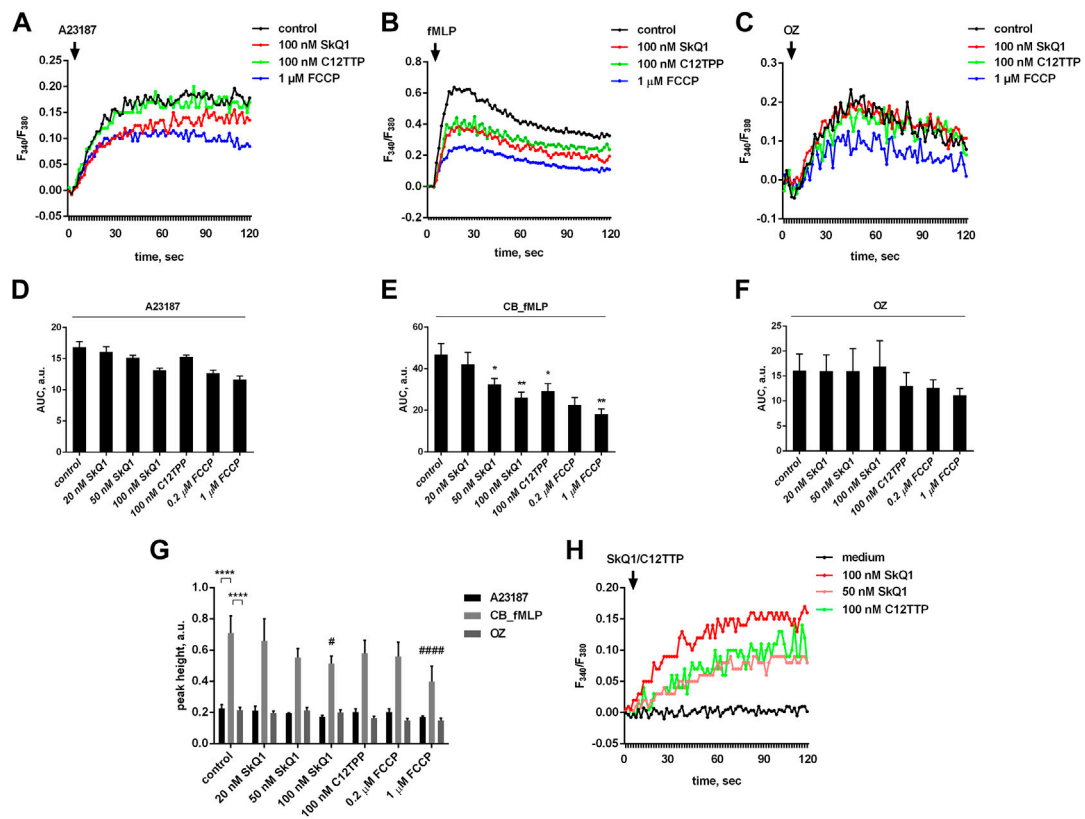 A
A23187
control
100 nM SkQ1
100 nM C12TTP
1 µM FCCP
F340/F380
0.25
0.20
0.15
0.10
0.05
0.00
-0.05
0 30 60 90 120
time, sec
B
fMLP
control
100 nM SkQ1
100 nM C12TPP
1 µM FCCP
F340/F380
0.8
0.6
0.4
0.2
0.0
-0.2
0 30 60 90 120
time, sec
C
OZ
control
100 nM SkQ1
100 nM C12TTP
1 µM FCCP
F340/F380
0.3
0.2
0.1
0.0
-0.1
0 30 60 90 120
time, sec
D
A23187
AUC, a.u.
20
15
10
5
0
control
20 nM SkQ1
50 nM SkQ1
100 nM SkQ1
100 nM C12TPP
0.2 µM FCCP
1 µM FCCP
E
CB_fMLP
AUC, a.u.
60
40
20
0
* ** * **
control
20 nM SkQ1
50 nM SkQ1
100 nM SkQ1
100 nM C12TPP
0.2 µM FCCP
1 µM FCCP
F
OZ
AUC, a.u.
25
20
15
10
5
0
control
20 nM SkQ1
50 nM SkQ1
100 nM SkQ1
100 nM C12TPP
0.2 µM FCCP
1 µM FCCP
G
****
****
#
####
A23187
CB_fMLP
OZ
peak height, a.u.
1.0
0.8
0.6
0.4
0.2
0.0
control
20 nM SkQ1
50 nM SkQ1
100 nM SkQ1
100 nM C12TPP
0.2 µM FCCP
1 µM FCCP
H
SkQ1/C12TTP
medium
100 nM SkQ1
50 nM SkQ1
100 nM C12TTP
F340/F380
0.20
0.15
0.10
0.05
0.00
-0.05
0 30 60 90 120
time, sec